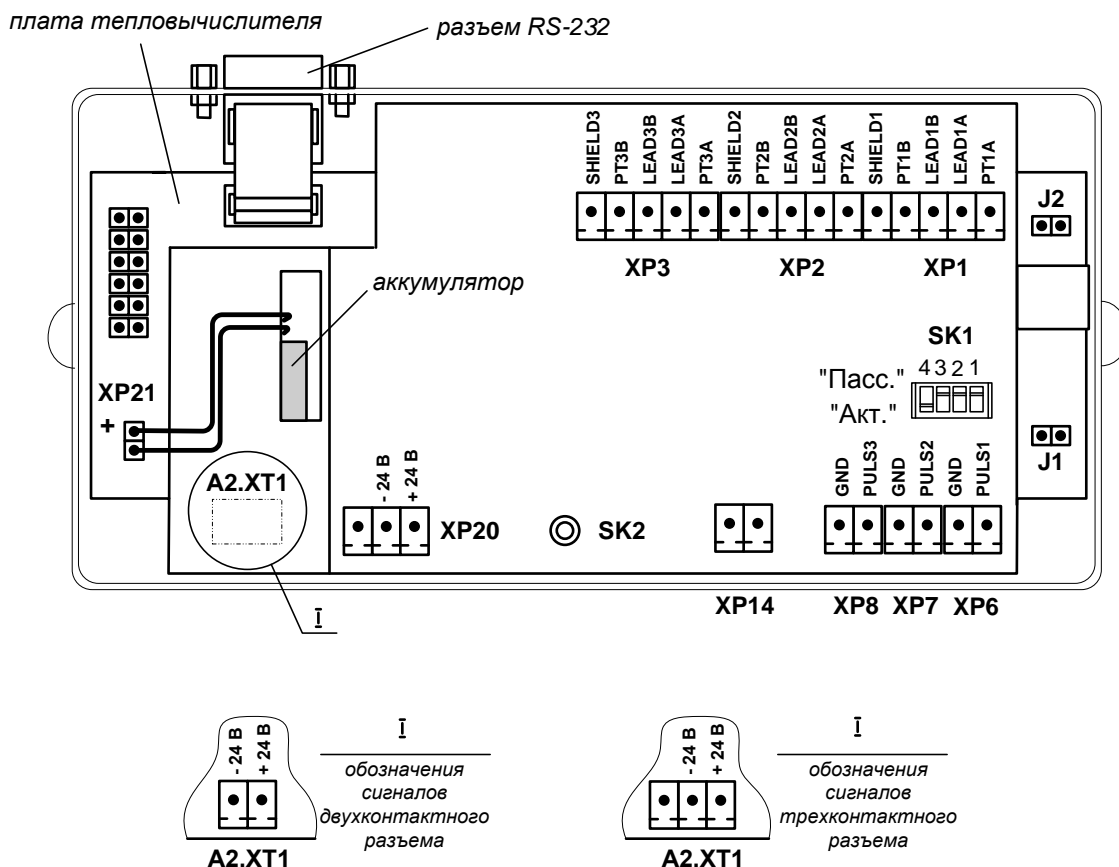 плата тепловычислителя
разъем RS-232
SHIELD3
PT3B
LEAD3B
LEAD3A
PT3A
SHIELD2
PT2B
LEAD2B
LEAD2A
PT2A
SHIELD1
PT1B
LEAD1B
LEAD1A
PT1A
J2
XP3
XP2
XP1
аккумулятор
SK1
"Пасс."
4 3 2 1
"Акт."
XP21
+
J1
A2.XT1
- 24 В
+ 24 В
XP20
SK2
GND
PULS3
GND
PULS2
GND
PULS1
XP14
XP8
XP7
XP6
I
- 24 В
+ 24 В
I
обозначения
сигналов
двухконтактного
разъема
A2.XT1
- 24 В
+ 24 В
I
обозначения
сигналов
трехконтактного
разъема
A2.XT1